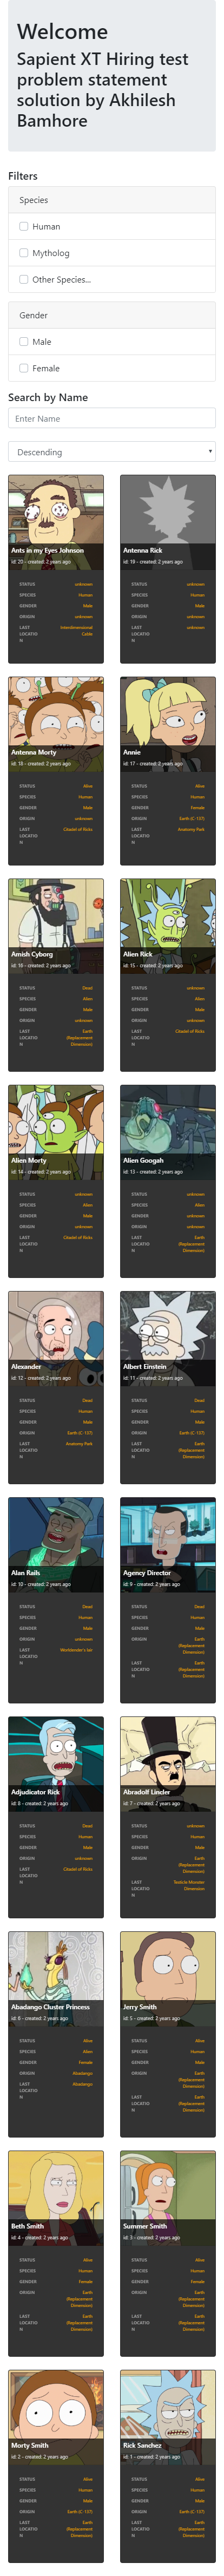 Welcome
Sapient XT Hiring test
problem statement
solution by Akhilesh
Bamhore
Filters
Species
Human
Mytholog
Other Species...
Gender
Male
Female
Search by Name
Enter Name
Descending
Ants in my Eyes Johnson
id: 20 - created: 2 years ago
STATUS unknown
SPECIES Human
GENDER Male
ORIGIN unknown
LAST Interdimensional
LOCATIO Cable
N
Antenna Rick
id: 19 - created: 2 years ago
STATUS unknown
SPECIES Human
GENDER Male
ORIGIN unknown
LAST unknown
LOCATIO
N
Antenna Morty
id: 18 - created: 2 years ago
STATUS Alive
SPECIES Human
GENDER Male
ORIGIN unknown
LAST Citadel of Ricks
LOCATIO
N
Annie
id: 17 - created: 2 years ago
STATUS Alive
SPECIES Human
GENDER Female
ORIGIN Earth (C-137)
LAST Anatomy Park
LOCATIO
N
Amish Cyborg
id: 16 - created: 2 years ago
STATUS Dead
SPECIES Alien
GENDER Male
ORIGIN unknown
LAST Earth
LOCATIO (Replacement
N Dimension)
Alien Rick
id: 15 - created: 2 years ago
STATUS unknown
SPECIES Alien
GENDER Male
ORIGIN unknown
LAST Citadel of Ricks
LOCATIO
N
Alien Morty
id: 14 - created: 2 years ago
STATUS unknown
SPECIES Alien
GENDER Male
ORIGIN unknown
LAST Citadel of Ricks
LOCATIO
N
Alien Googah
id: 13 - created: 2 years ago
STATUS unknown
SPECIES Alien
GENDER unknown
ORIGIN unknown
LAST Earth
LOCATIO (Replacement
N Dimension)
Alexander
id: 12 - created: 2 years ago
STATUS Dead
SPECIES Human
GENDER Male
ORIGIN Earth (C-137)
LAST Anatomy Park
LOCATIO
N
Albert Einstein
id: 11 - created: 2 years ago
STATUS Dead
SPECIES Human
GENDER Male
ORIGIN Earth (C-137)
LAST Earth
LOCATIO (Replacement
N Dimension)
Alan Rails
id: 10 - created: 2 years ago
STATUS Dead
SPECIES Human
GENDER Male
ORIGIN unknown
LAST Worldender's lair
LOCATIO
N
Agency Director
id: 9 - created: 2 years ago
STATUS Dead
SPECIES Human
GENDER Male
ORIGIN Earth
(Replacement
Dimension)
LAST Earth
LOCATIO (Replacement
N Dimension)
Adjudicator Rick
id: 8 - created: 2 years ago
STATUS Dead
SPECIES Human
GENDER Male
ORIGIN unknown
LAST Citadel of Ricks
LOCATIO
N
Abradolf Lincler
id: 7 - created: 2 years ago
STATUS unknown
SPECIES Human
GENDER Male
ORIGIN Earth
(Replacement
Dimension)
LAST Testicle Monster
LOCATIO Dimension
N
Abadango Cluster Princess
id: 6 - created: 2 years ago
STATUS Alive
SPECIES Alien
GENDER Female
ORIGIN Abadango
LAST Abadango
LOCATIO
N
Jerry Smith
id: 5 - created: 2 years ago
STATUS Alive
SPECIES Human
GENDER Male
ORIGIN Earth
(Replacement
Dimension)
LAST Earth
LOCATIO (Replacement
N Dimension)
Beth Smith
id: 4 - created: 2 years ago
STATUS Alive
SPECIES Human
GENDER Female
ORIGIN Earth
(Replacement
Dimension)
LAST Earth
LOCATIO (Replacement
N Dimension)
Summer Smith
id: 3 - created: 2 years ago
STATUS Alive
SPECIES Human
GENDER Female
ORIGIN Earth
(Replacement
Dimension)
LAST Earth
LOCATIO (Replacement
N Dimension)
Morty Smith
id: 2 - created: 2 years ago
STATUS Alive
SPECIES Human
GENDER Male
ORIGIN Earth (C-137)
LAST Earth
LOCATIO (Replacement
N Dimension)
Rick Sanchez
id: 1 - created: 2 years ago
STATUS Alive
SPECIES Human
GENDER Male
ORIGIN Earth (C-137)
LAST Earth
LOCATIO (Replacement
N Dimension)